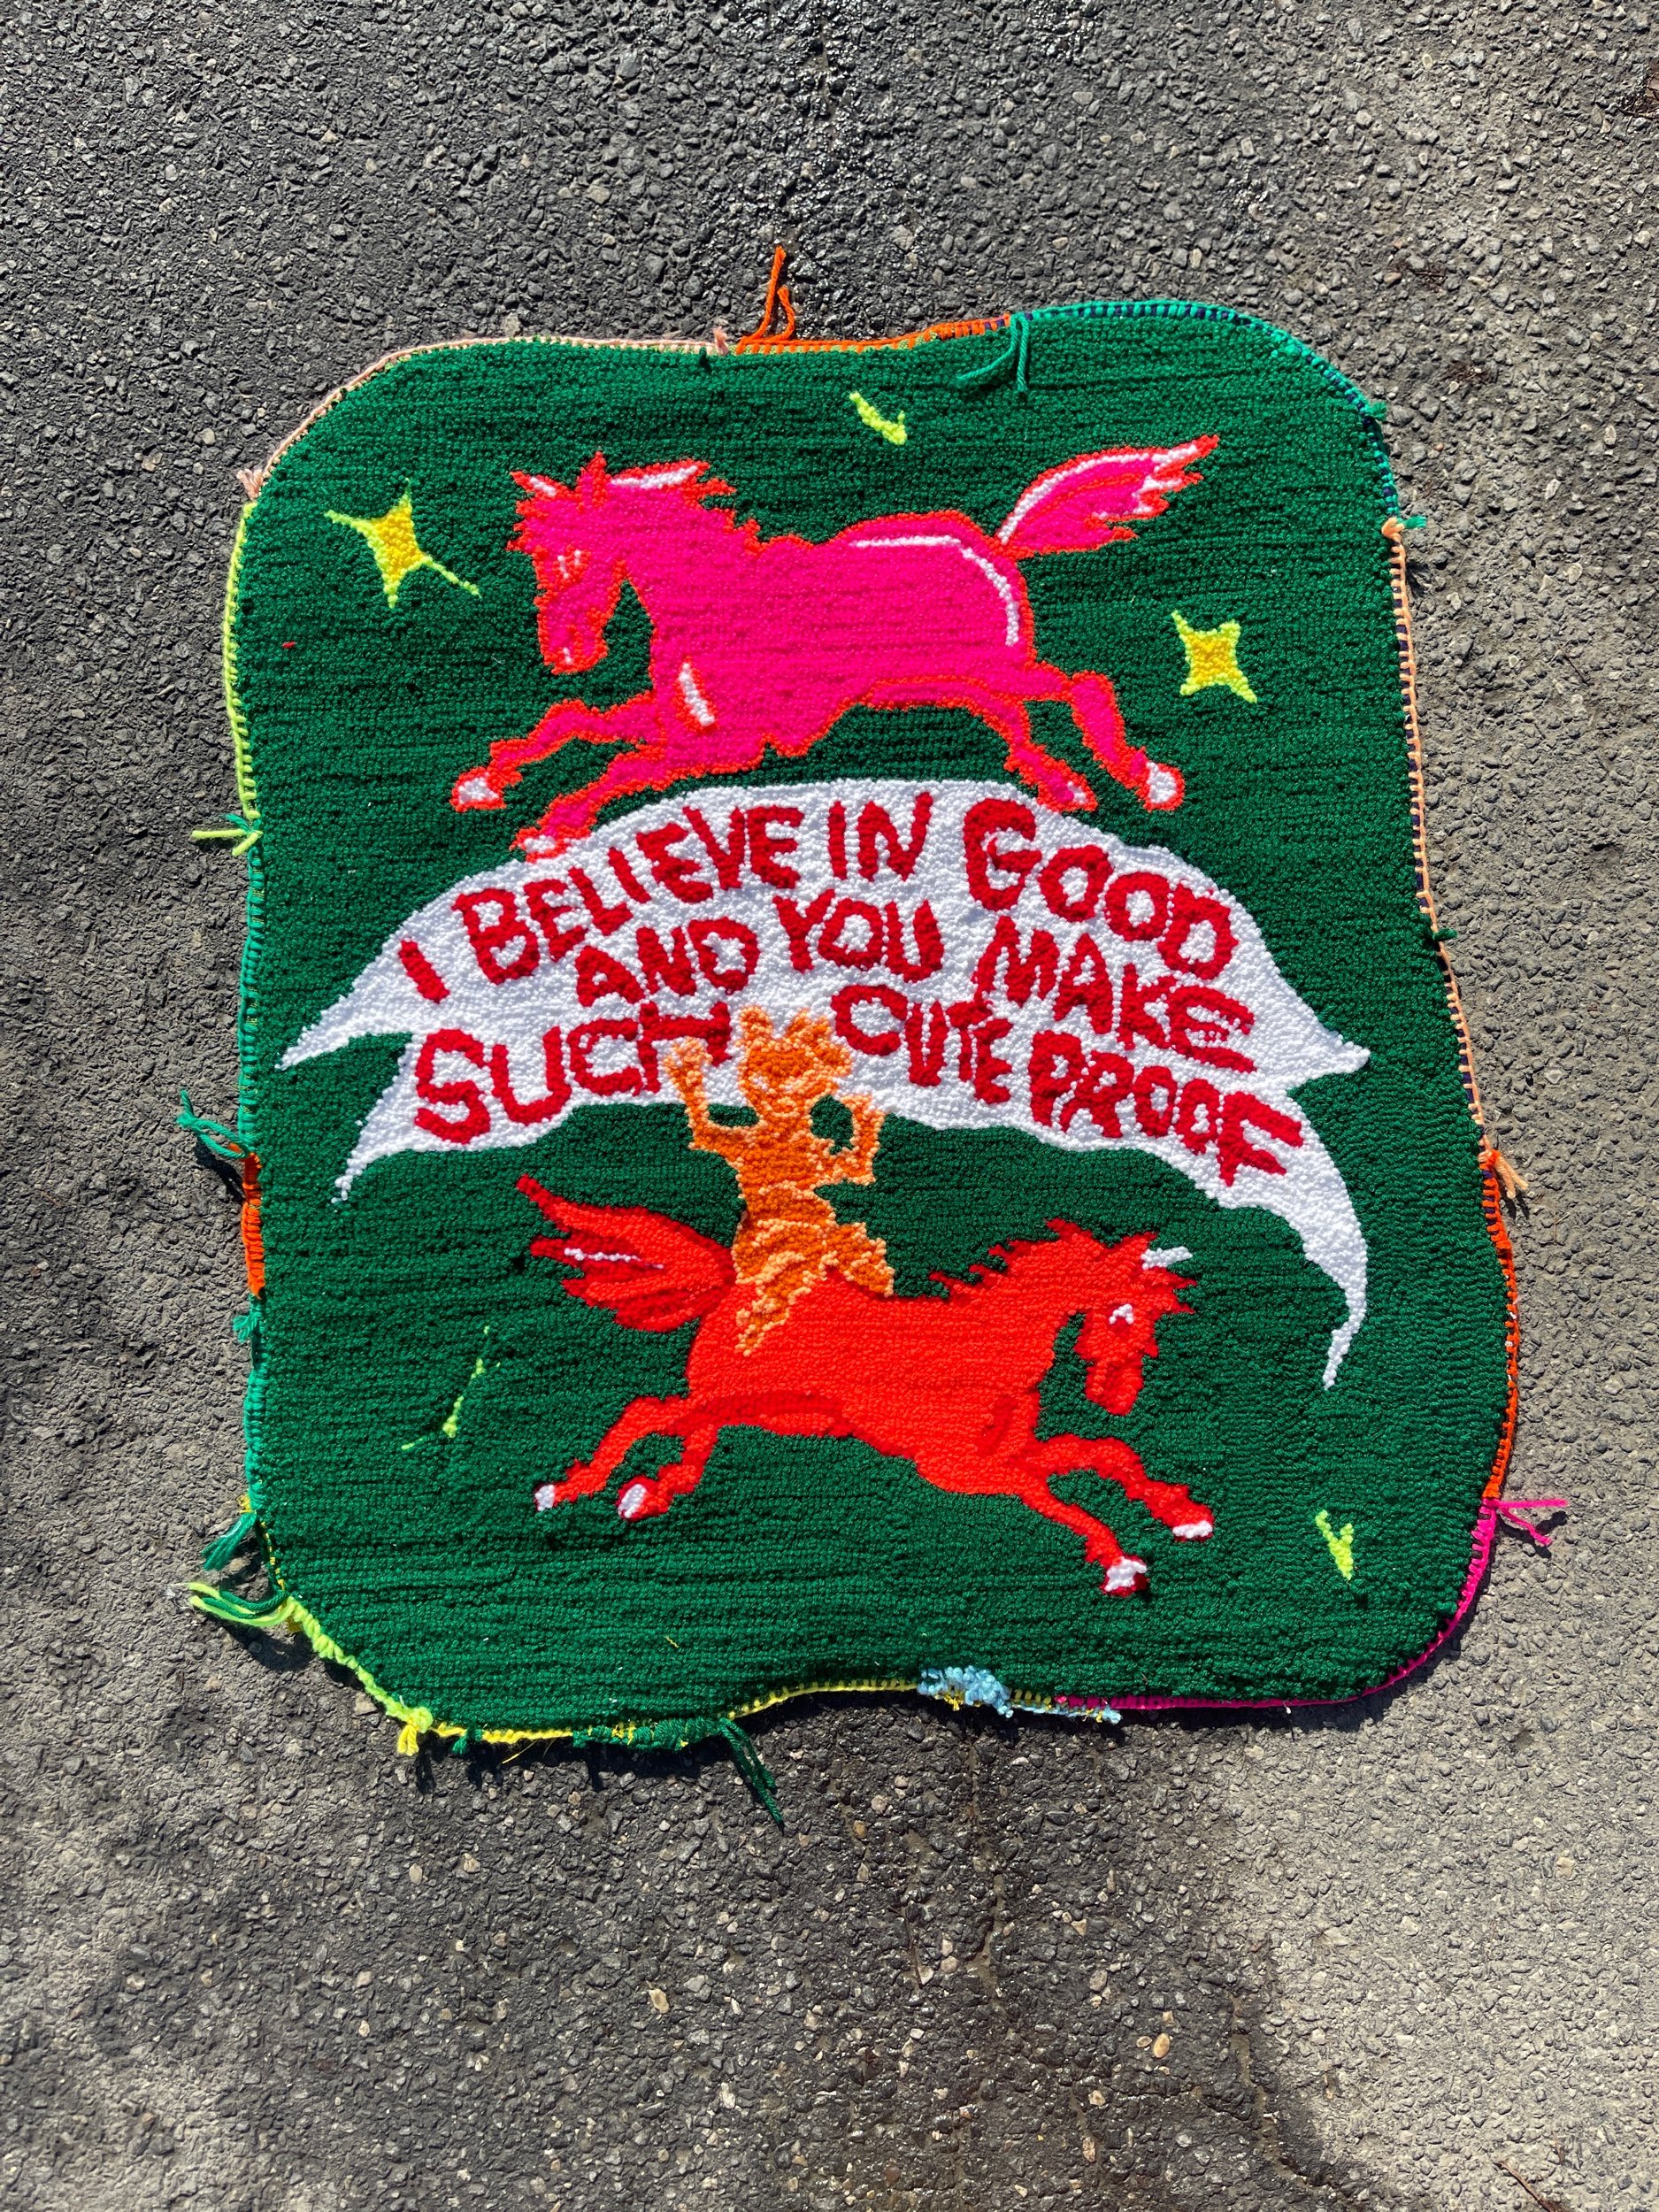 I BELIEVE IN GOOD
AND YOU MAKE
SUCH CUTE PROOF